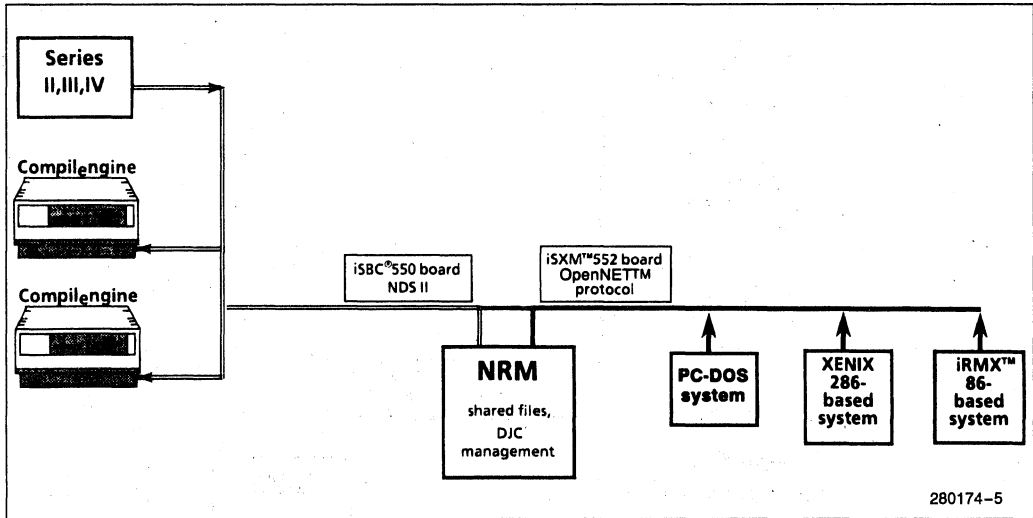 Series
II,III,IV
Compilengine
Compilengine
iSBC®550 board
NDS II
iSXM™552 board
OpenNET™
protocol
NRM
shared files,
DJC
management
PC-DOS
system
XENIX
286-
based
system
iRMX™
86-
based
system
280174–5